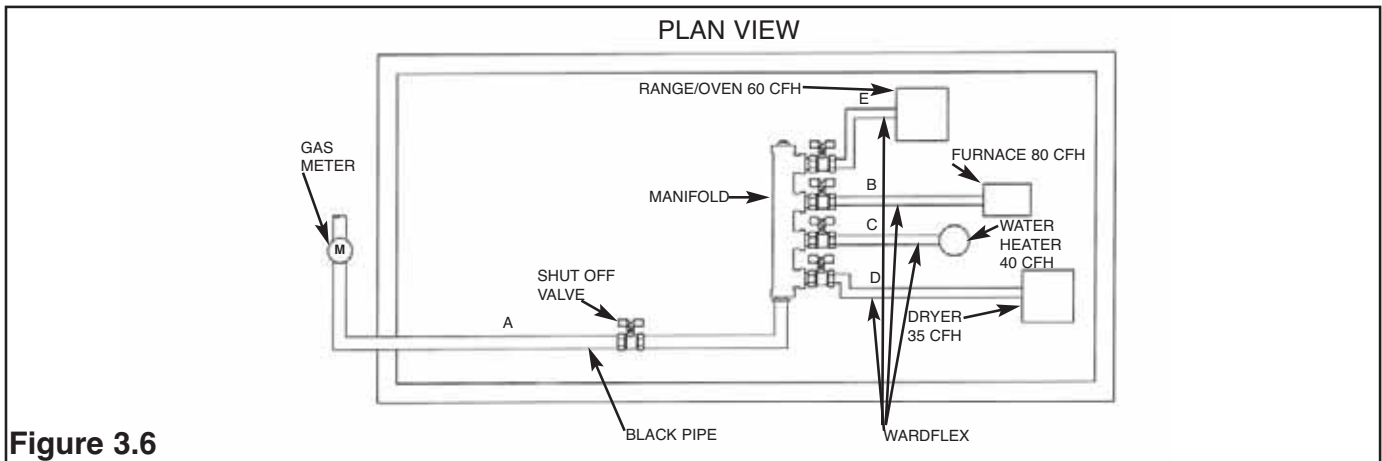 PLAN VIEW
RANGE/OVEN 60 CFH
E
GAS
METER
FURNACE 80 CFH
B
MANIFOLD
C
M
WATER
HEATER
40 CFH
SHUT OFF
VALVE
D
A
DRYER
35 CFH
BLACK PIPE
WARDFLEX
Figure 3.6